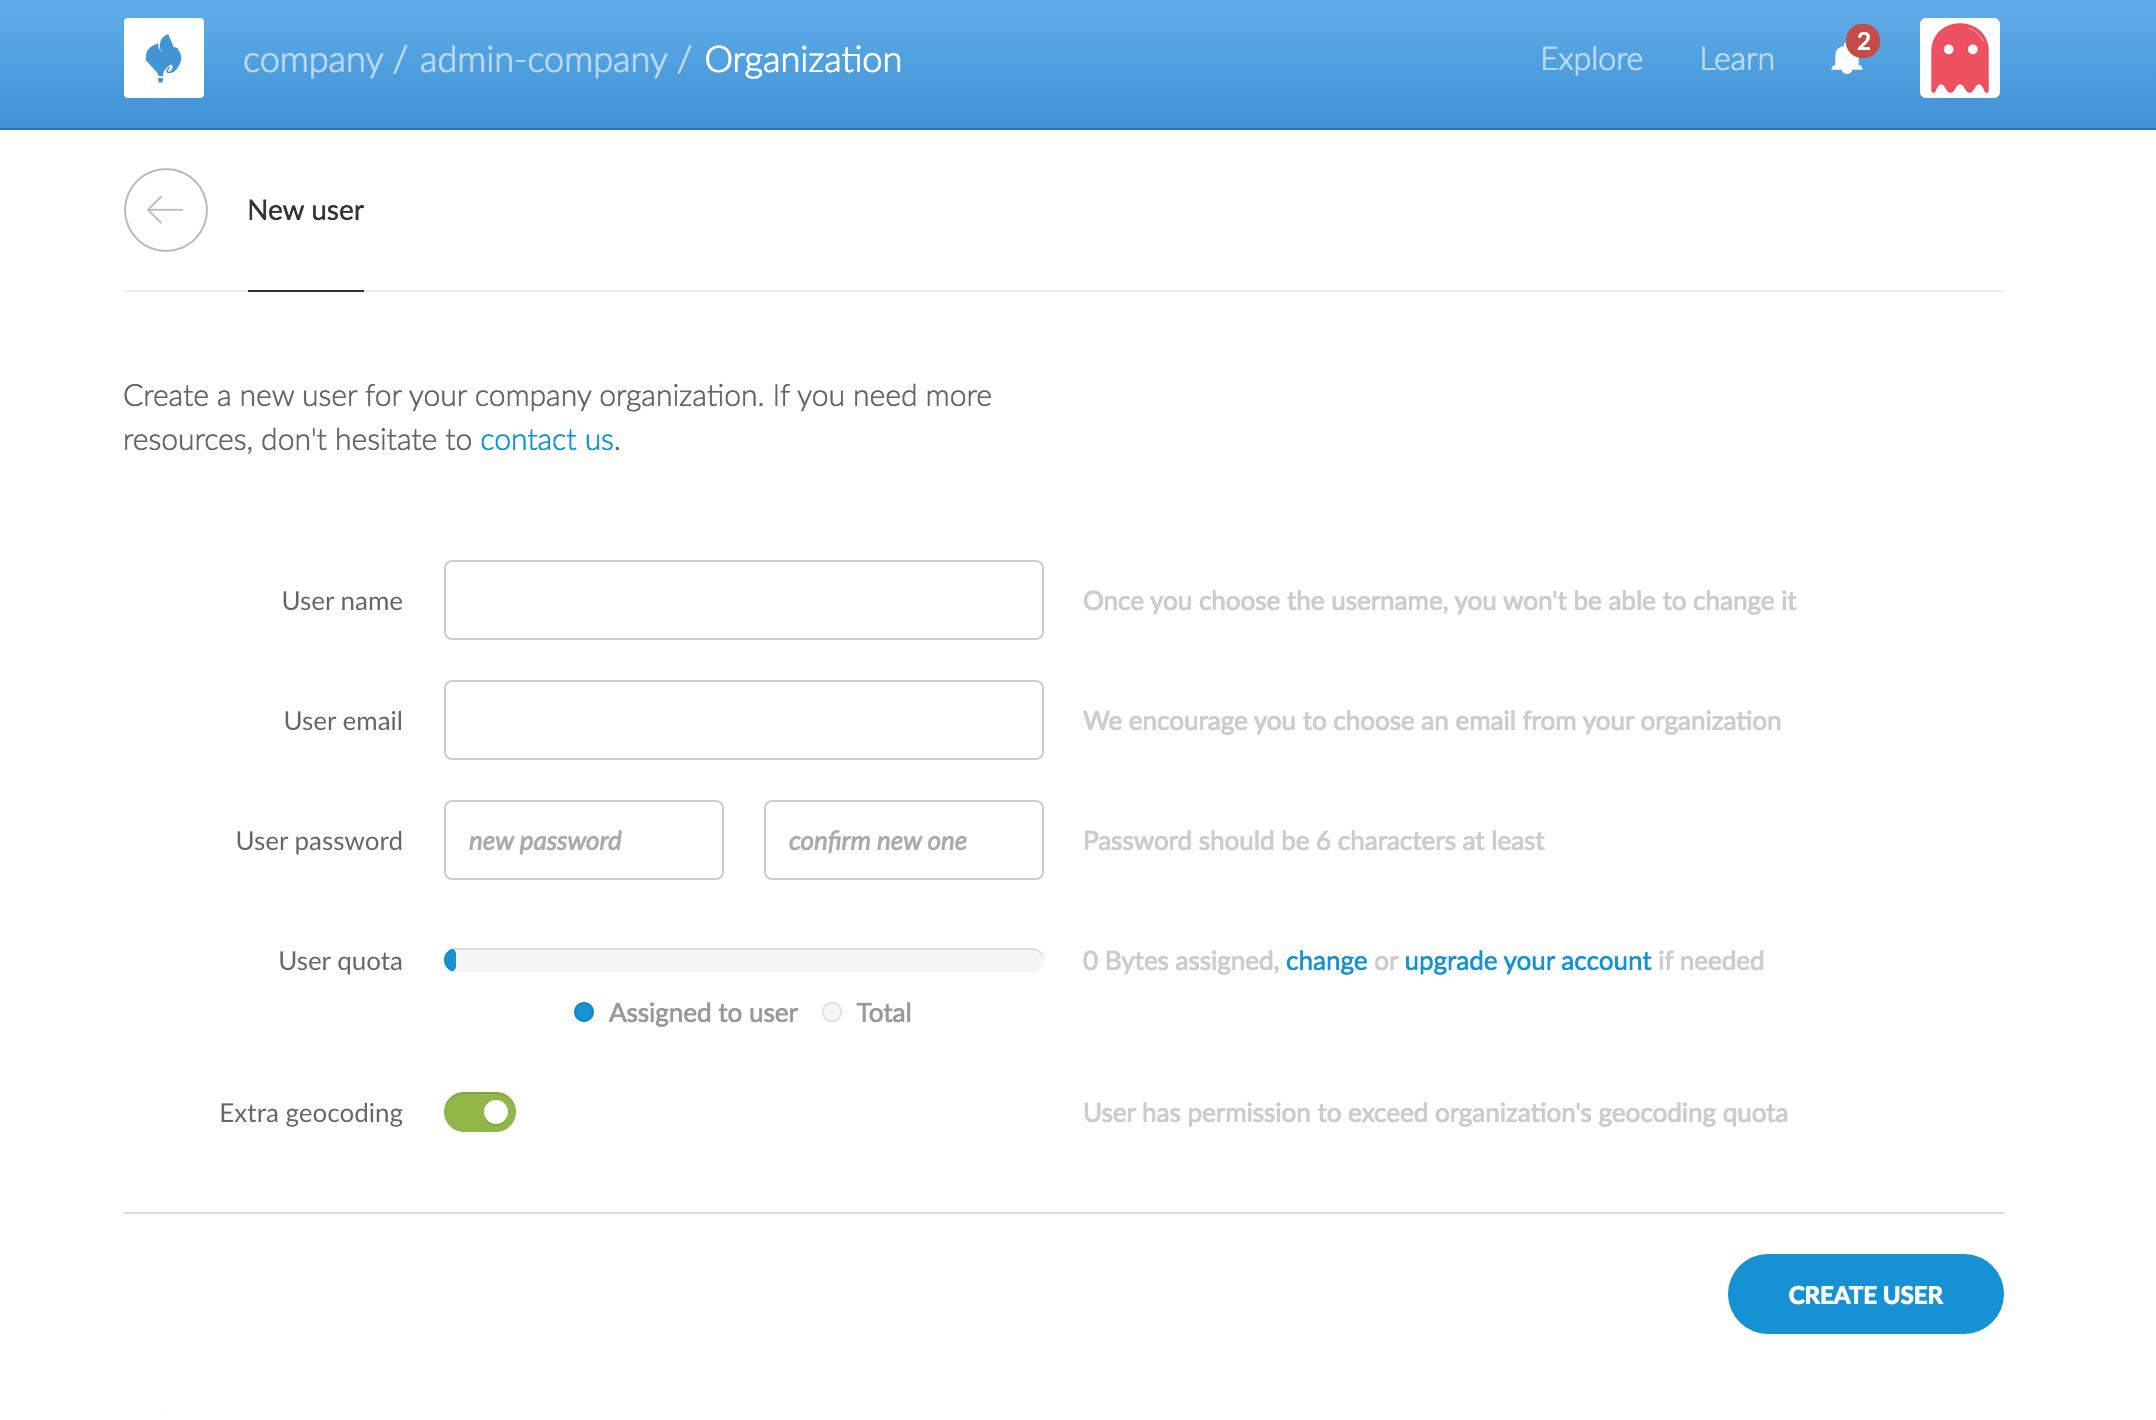 company / admin-company / Organization
Explore
Learn
2
New user
Create a new user for your company organization. If you need more
resources, don't hesitate to contact us.
User name
Once you choose the username, you won't be able to change it
User email
We encourage you to choose an email from your organization
User password
new password
confirm new one
Password should be 6 characters at least
User quota
0 Bytes assigned, change or upgrade your account if needed
Assigned to user
Total
Extra geocoding
User has permission to exceed organization's geocoding quota
CREATE USER